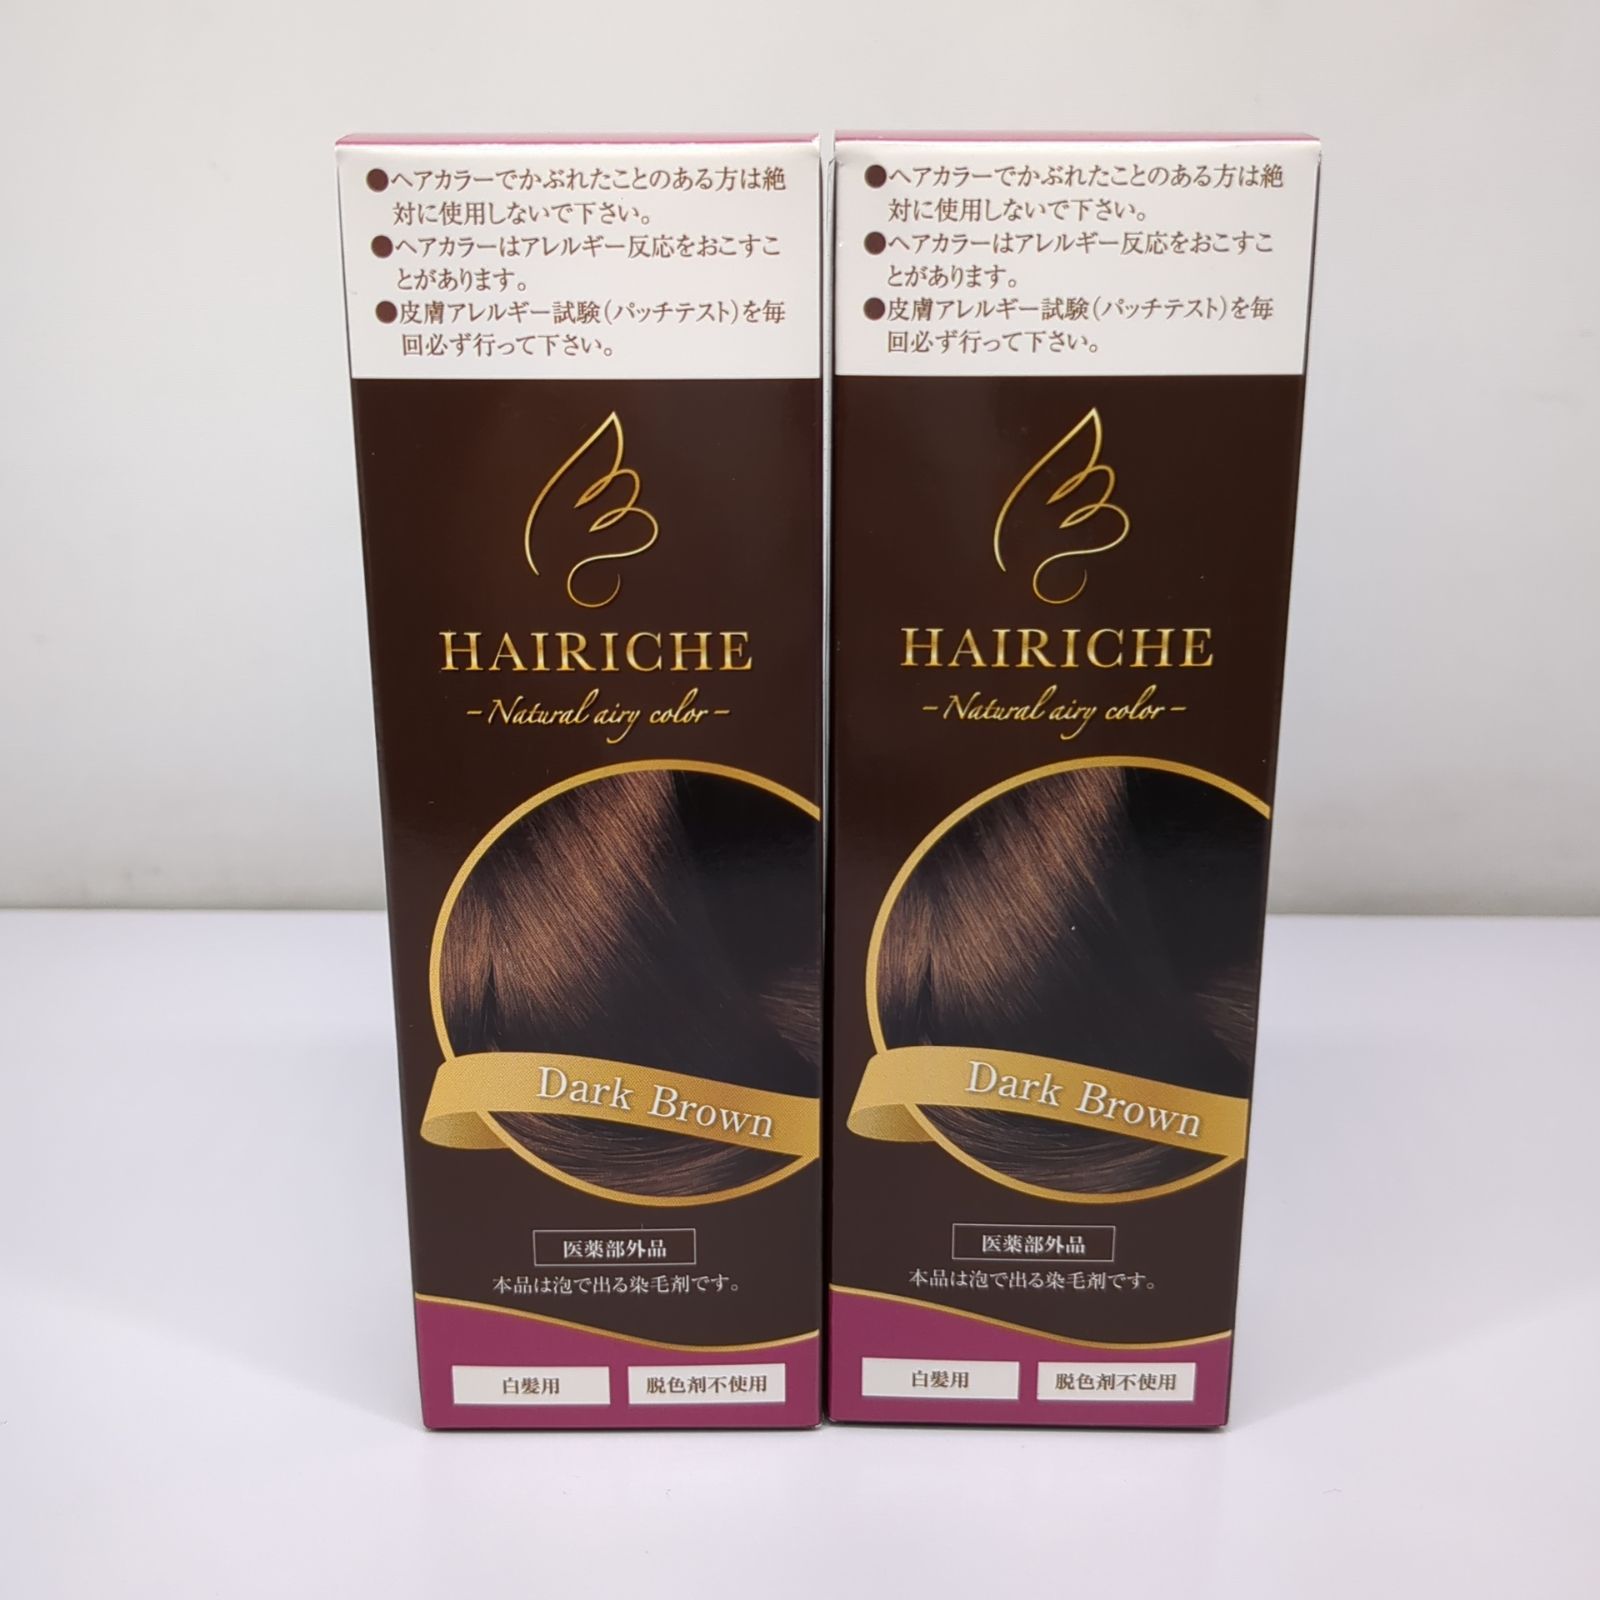 ●ヘアカラーでかぶれたことのある方は絶
対に使用しないで下さい。
●ヘアカラーはアレルギー反応をおこすこ
とがあります。
●皮膚アレルギー試験(パッチテスト)を毎
回必ず行って下さい。
HAIRICHE
-Natural airy color-
Dark Brown
医薬部外品
本品は泡で出る染毛剤です。
白髪用
脱色剤不使用
●ヘアカラーでかぶれたことのある方は絶
対に使用しないで下さい。
●ヘアカラーはアレルギー反応をおこすこ
とがあります。
●皮膚アレルギー試験(パッチテスト)を毎
回必ず行って下さい。
HAIRICHE
-Natural airy color-
Dark Brown
医薬部外品
本品は泡で出る染毛剤です。
白髪用
脱色剤不使用